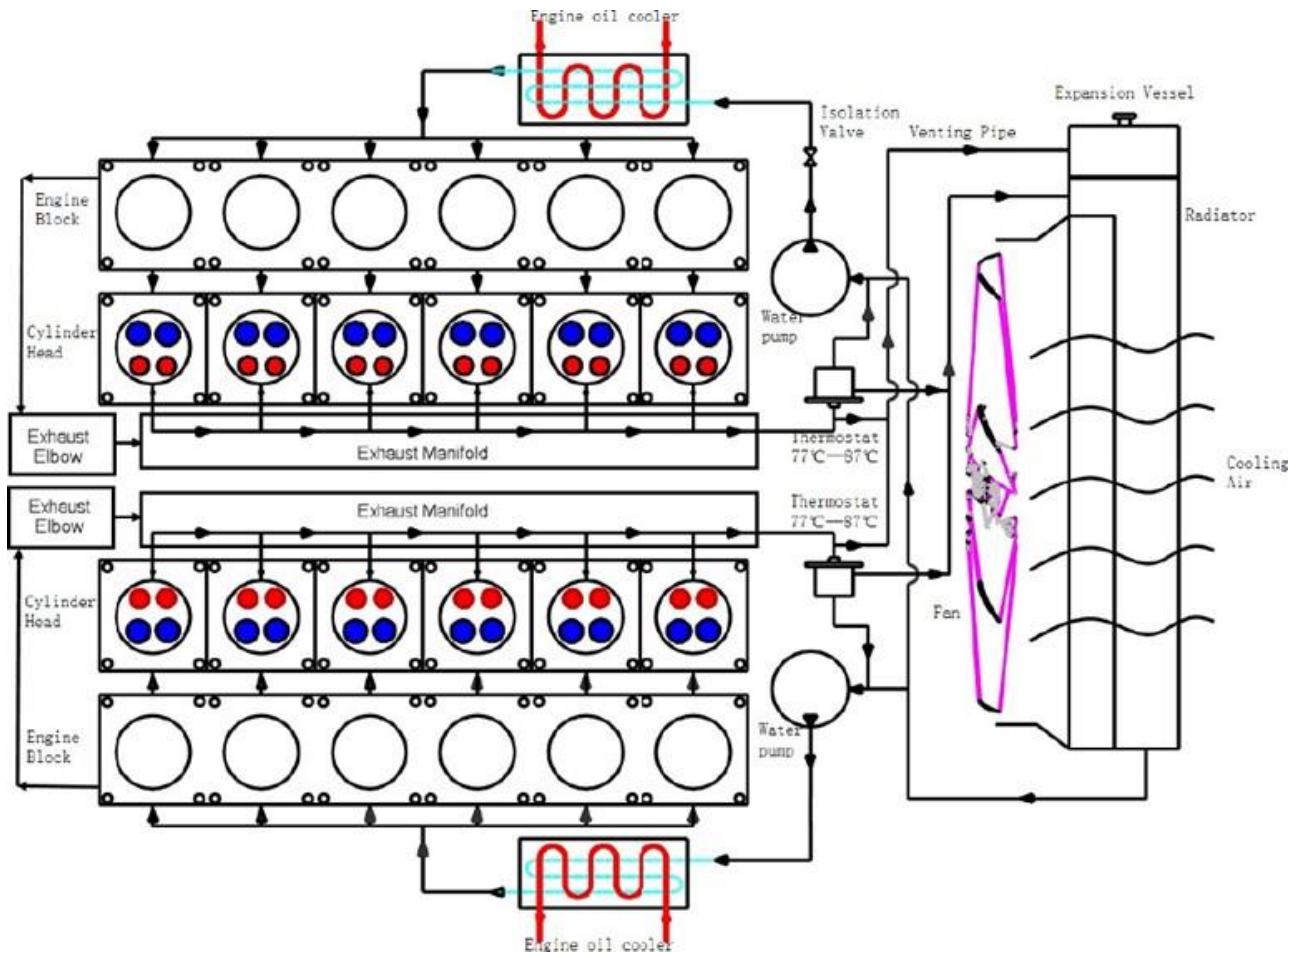 Engine oil cooler
Expansion Vessel
Isolation
Valve
Venting Pipe
Engine
Block
Radiator
Water
pump
Cylinder
Head
Exhaust
Elbow
Exhaust Manifold
Thermostat
77℃—87℃
Cooling
Air
Exhaust
Elbow
Exhaust Manifold
Thermostat
77℃—87℃
Cylinder
Head
Fan
Engine
Block
Water
pump
Engine oil cooler